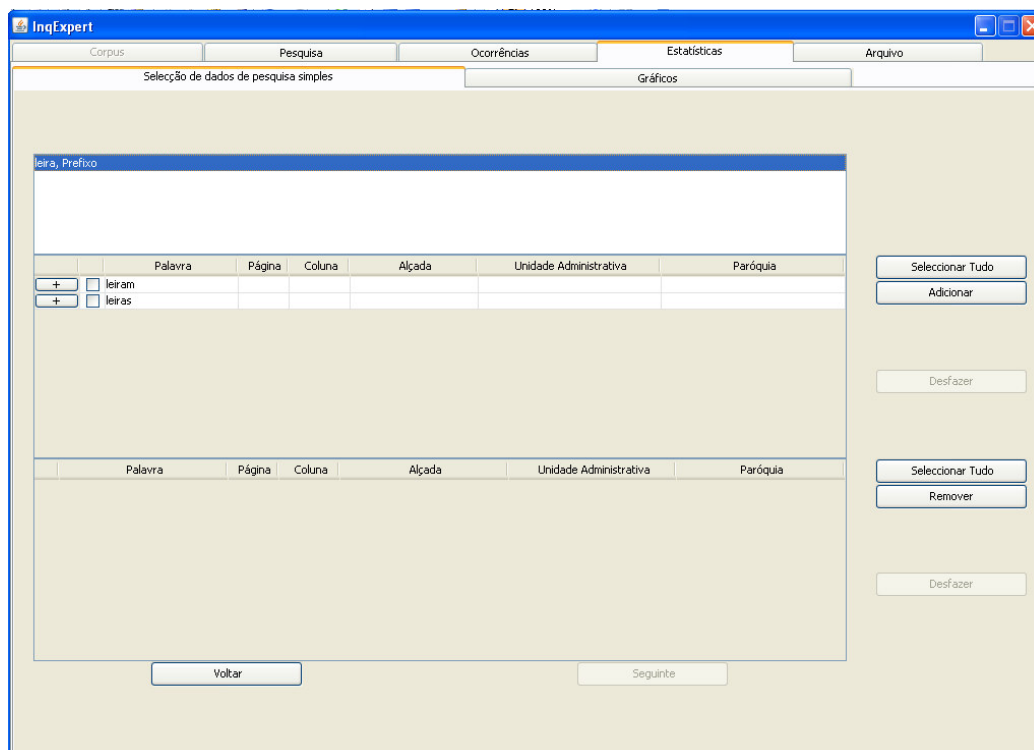 InqExpert
Corpus Pesquisa Ocorrências Estatísticas Arquivo
Selecção de dados de pesquisa simples Gráficos
leira, Prefixo
Palavra Página Coluna Alçada Unidade Administrativa Paróquia
+ leiram
+ leiras
Seleccionar Tudo
Adicionar
Desfazer
Palavra Página Coluna Alçada Unidade Administrativa Paróquia
Seleccionar Tudo
Remover
Desfazer
Voltar Seguinte